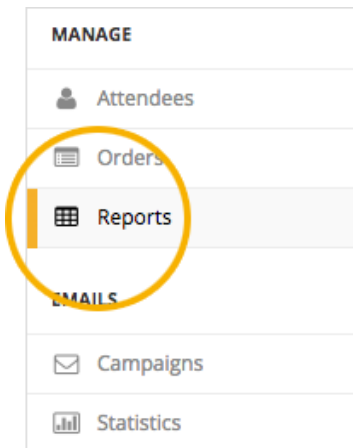 MANAGE
Attendees
Orders
Reports
EMAILS
Campaigns
Statistics